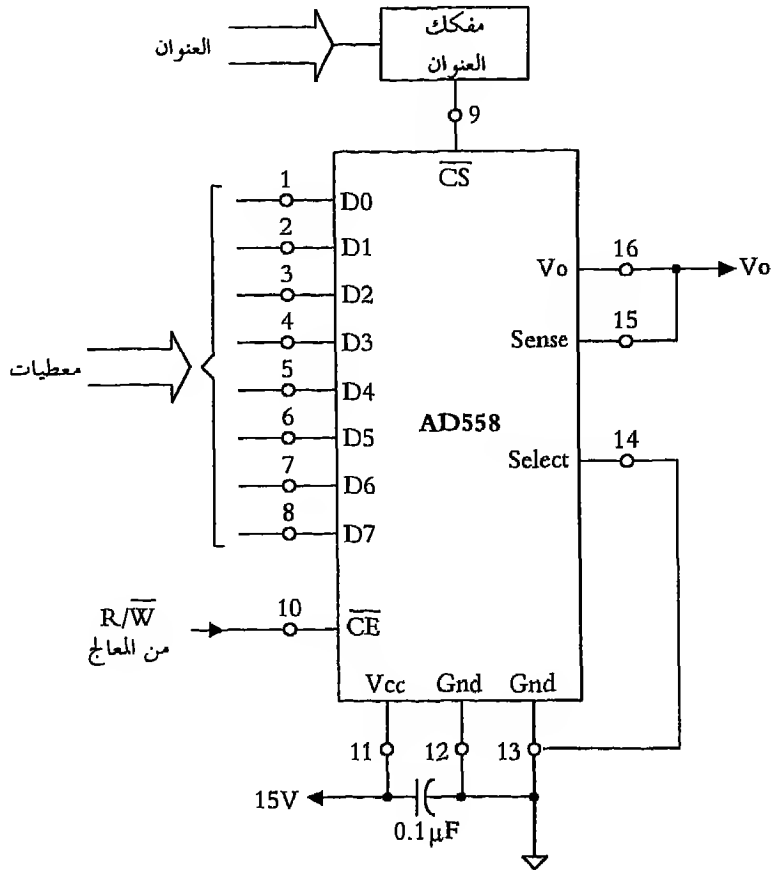 العنوان
مفكك
العنوان
9
C̅S̅
1
D0
2
D1
3
D2
4
D3
5
D4
6
D5
7
D6
8
D7
معطيات
Vo
16
Vo
Sense
15
AD558
Select
14
R/W̅
من المعالج
10
C̅E̅
Vcc
Gnd
Gnd
11
12
13
15V
0.1µF